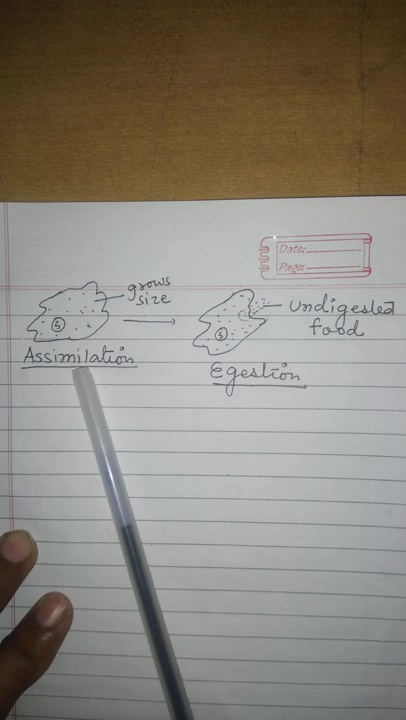 Date:
Page:
grows
size
Undigested
food
Assimilation
Egestion